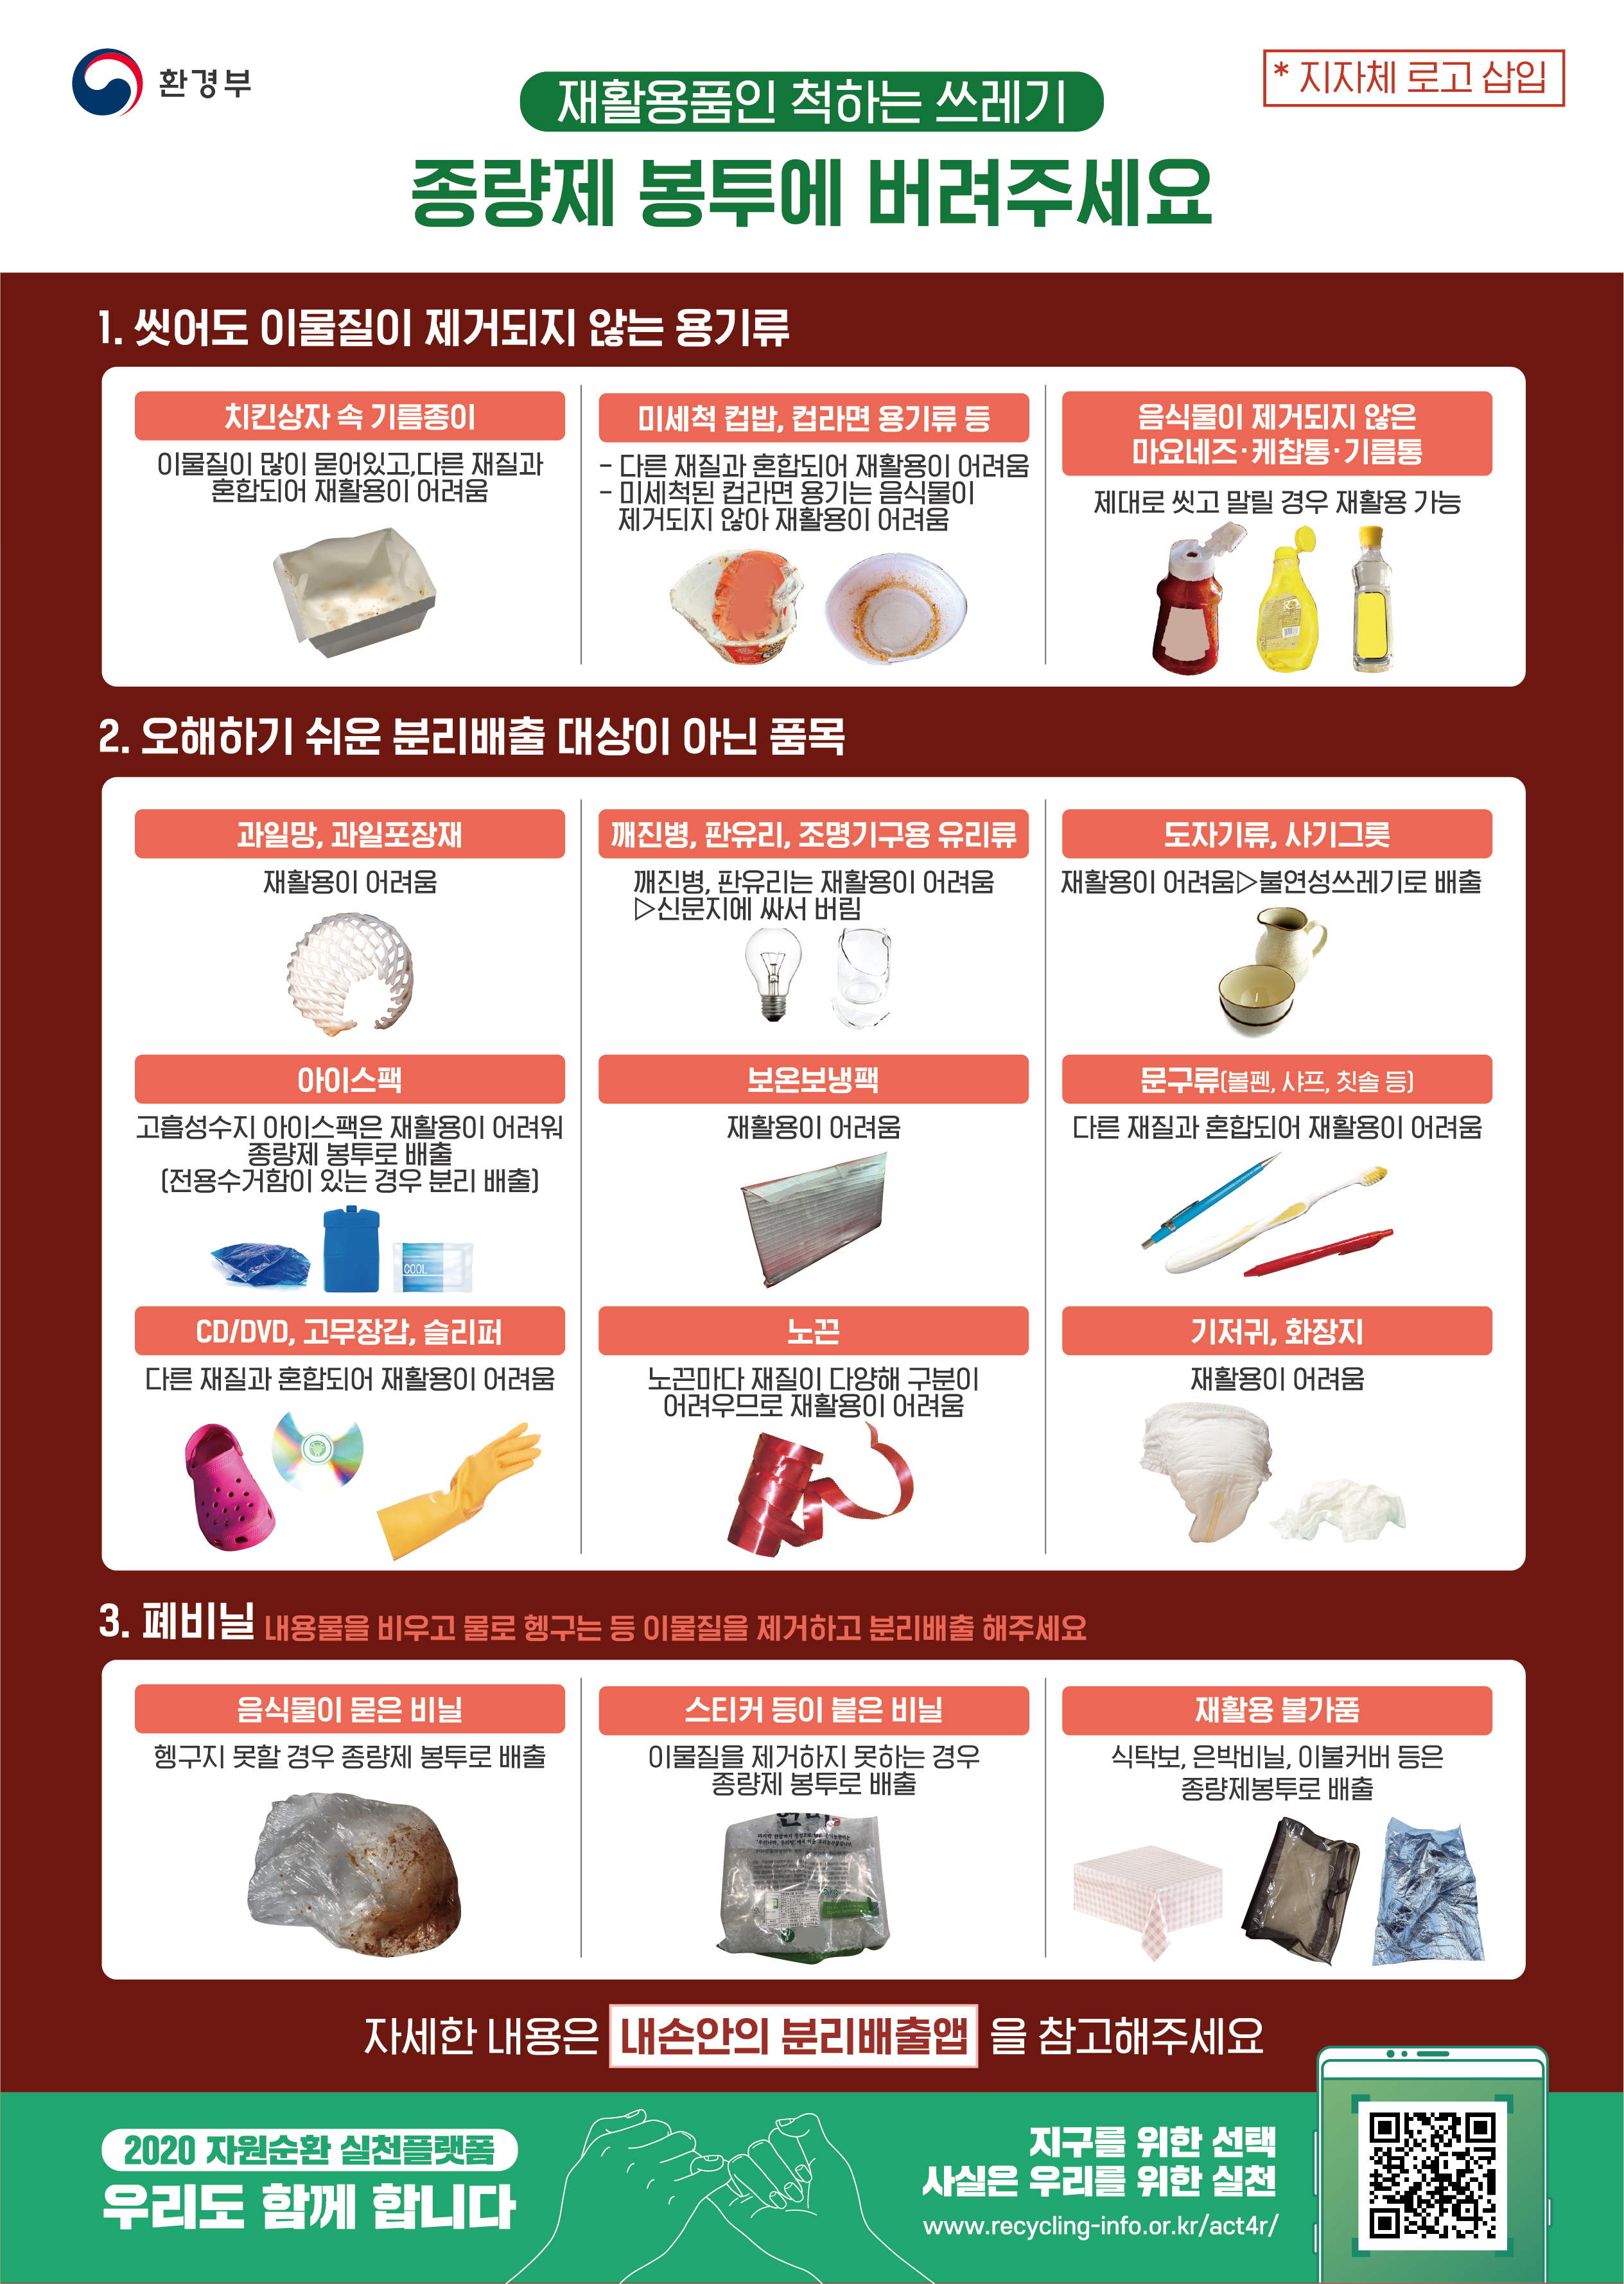 환경부
* 지자체 로고 삽입
재활용품인 척하는 쓰레기
종량제 봉투에 버려주세요
1. 씻어도 이물질이 제거되지 않는 용기류
치킨상자 속 기름종이
이물질이 많이 묻어있고,다른 재질과
혼합되어 재활용이 어려움
미세척 컵밥, 컵라면 용기류 등
- 다른 재질과 혼합되어 재활용이 어려움
- 미세척된 컵라면 용기는 음식물이
제거되지 않아 재활용이 어려움
음식물이 제거되지 않은
마요네즈·케찹통·기름통
제대로 씻고 말릴 경우 재활용 가능
2. 오해하기 쉬운 분리배출 대상이 아닌 품목
과일망, 과일포장재
재활용이 어려움
깨진병, 판유리, 조명기구용 유리류
깨진병, 판유리는 재활용이 어려움
▷신문지에 싸서 버림
도자기류, 사기그릇
재활용이 어려움▷불연성쓰레기로 배출
아이스팩
고흡성수지 아이스팩은 재활용이 어려워
종량제 봉투로 배출
(전용수거함이 있는 경우 분리 배출)
COOL
보온보냉팩
재활용이 어려움
문구류(볼펜, 샤프, 칫솔 등)
다른 재질과 혼합되어 재활용이 어려움
CD/DVD, 고무장갑, 슬리퍼
다른 재질과 혼합되어 재활용이 어려움
노끈
노끈마다 재질이 다양해 구분이
어려우므로 재활용이 어려움
기저귀, 화장지
재활용이 어려움
3. 폐비닐 내용물을 비우고 물로 헹구는 등 이물질을 제거하고 분리배출 해주세요
음식물이 묻은 비닐
헹구지 못할 경우 종량제 봉투로 배출
스티커 등이 붙은 비닐
이물질을 제거하지 못하는 경우
종량제 봉투로 배출
재활용 불가품
식탁보, 은박비닐, 이불커버 등은
종량제봉투로 배출
자세한 내용은 내손안의 분리배출앱 을 참고해주세요
2020 자원순환 실천플랫폼
우리도 함께 합니다
지구를 위한 선택
사실은 우리를 위한 실천
www.recycling-info.or.kr/act4r/